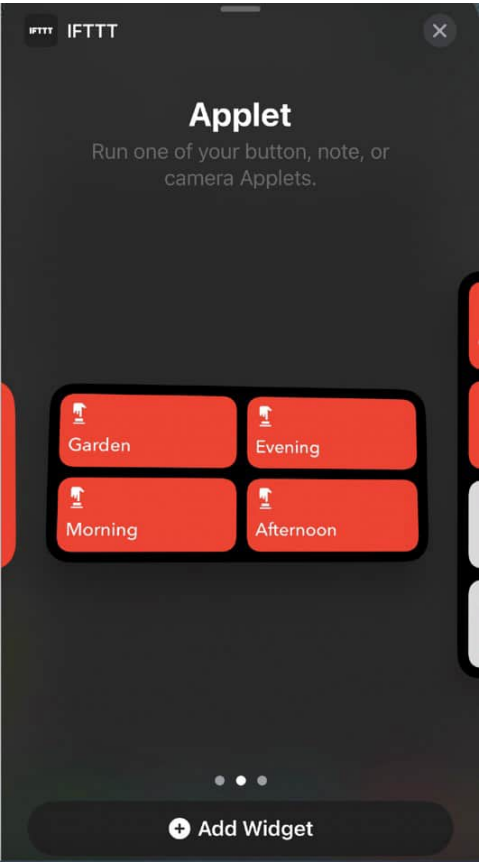 IFTTT IFTTT
Applet
Run one of your button, note, or
camera Applets.
Garden Evening
Morning Afternoon
Add Widget